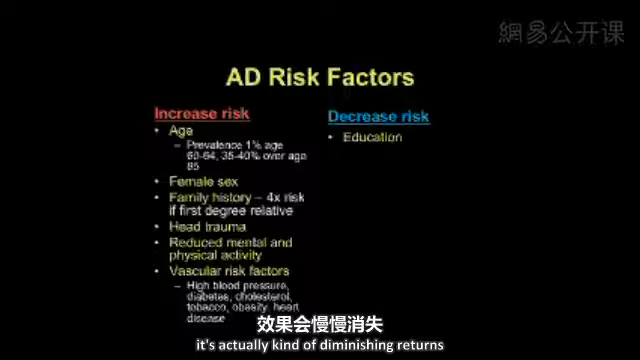 網易公开课
AD Risk Factors
Increase risk
• Age
– Prevalence 1% age
60-64, 35-40% over age
85
• Female sex
• Family history – 4x risk
if first degree relative
• Head trauma
• Reduced mental and
physical activity
• Vascular risk factors
– High blood pressure,
diabetes, cholesterol,
tobacco, obesity, heart
disease
Decrease risk
• Education
效果会慢慢消失
it's actually kind of diminishing returns